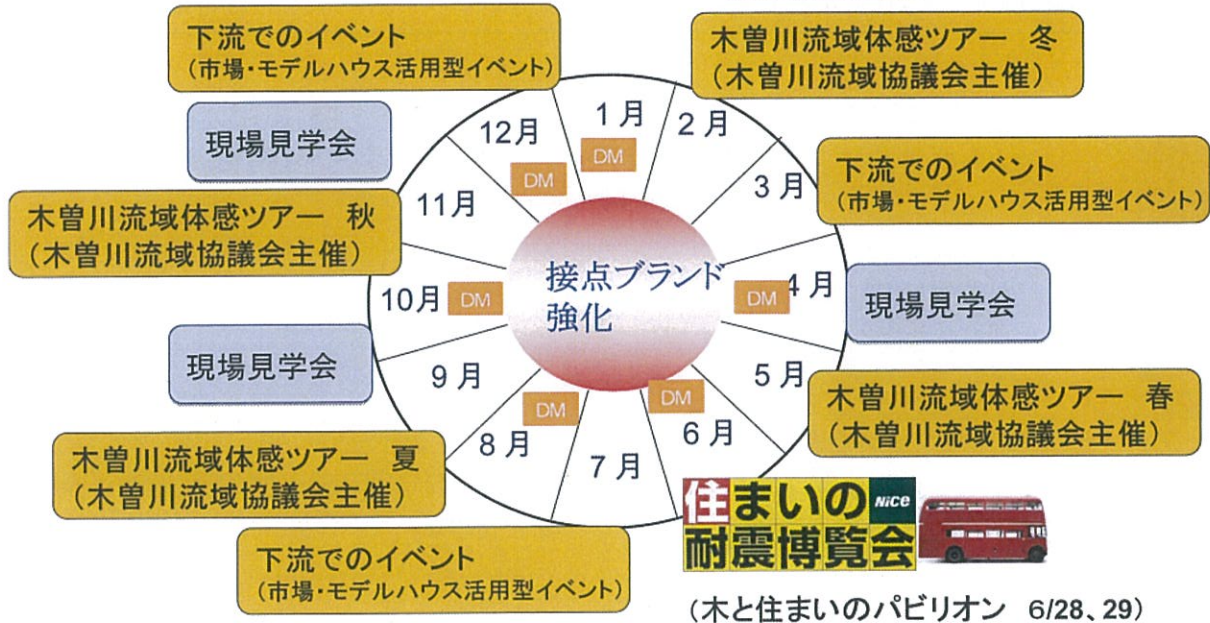 下流でのイベント
(市場・モデルハウス活用型イベント)
木曽川流域体感ツアー 冬
(木曽川流域協議会主催)
現場見学会
12月
1月
2月
DM
DM
3月
下流でのイベント
(市場・モデルハウス活用型イベント)
木曽川流域体感ツアー 秋
(木曽川流域協議会主催)
11月
接点ブランド
強化
10月
DM
DM
4月
現場見学会
現場見学会
9月
5月
DM
DM
木曽川流域体感ツアー 春
(木曽川流域協議会主催)
8月
7月
6月
木曽川流域体感ツアー 夏
(木曽川流域協議会主催)
住まいの NICE
耐震博覧会
下流でのイベント
(市場・モデルハウス活用型イベント)
(木と住まいのパビリオン 6/28、29)